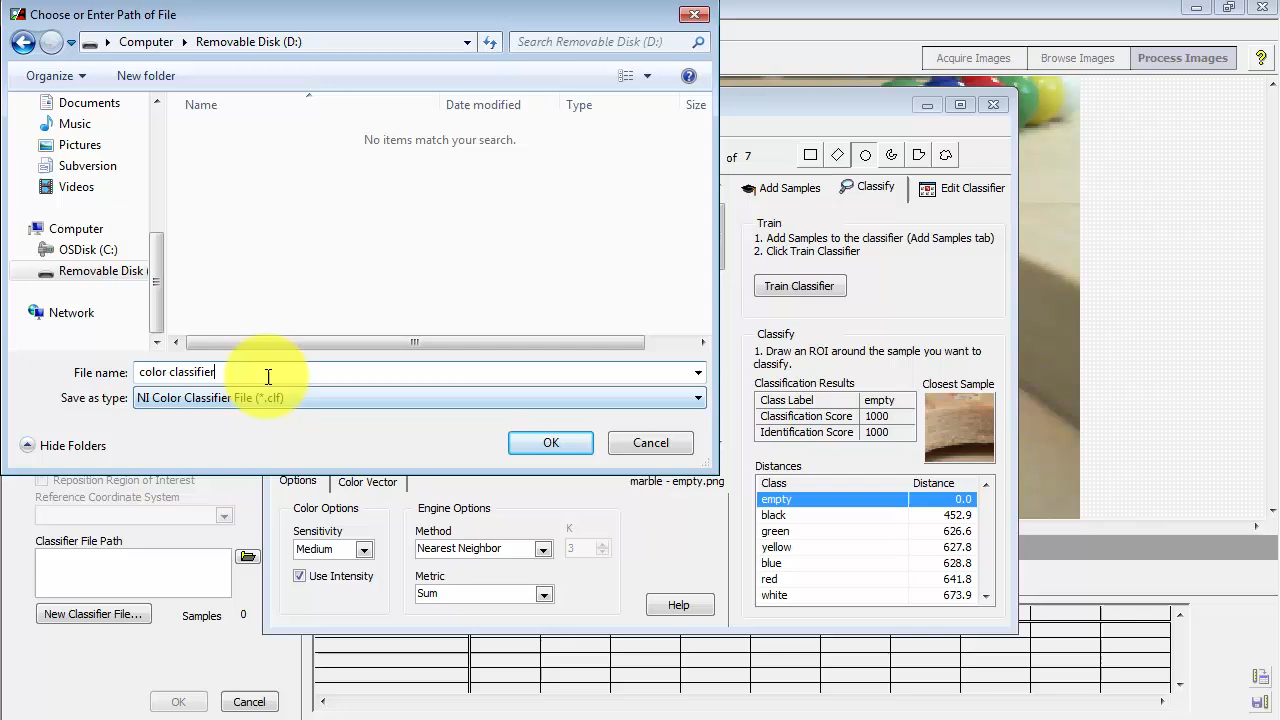 Choose or Enter Path of File
Computer Removable Disk (D:) Search Removable Disk (D:)
Organize New folder
Acquire Images Browse Images Process Images
Documents
Music
Pictures
Subversion
Videos
Computer
OSDisk (C:)
Removable Disk (
Network
Name Date modified Type Size
No items match your search.
File name: color classifier
Save as type: NI Color Classifier File (*.clf)
Hide Folders
OK Cancel
of 7
Add Samples Classify Edit Classifier
Train
1. Add Samples to the classifier (Add Samples tab)
2. Click Train Classifier
Train Classifier
Classify
1. Draw an ROI around the sample you want to
classify.
Classification Results Closest Sample
Class Label empty
Classification Score 1000
Identification Score 1000
Distances
Class Distance
empty 0.0
black 452.9
green 626.6
yellow 627.8
blue 628.8
red 641.8
white 673.9
Reposition Region of Interest
Reference Coordinate System
Classifier File Path
New Classifier File... Samples 0
OK Cancel
Options Color Vector marble - empty.png
Color Options
Sensitivity
Medium
Use Intensity
Engine Options
Method K
Nearest Neighbor 3
Metric
Sum
Help